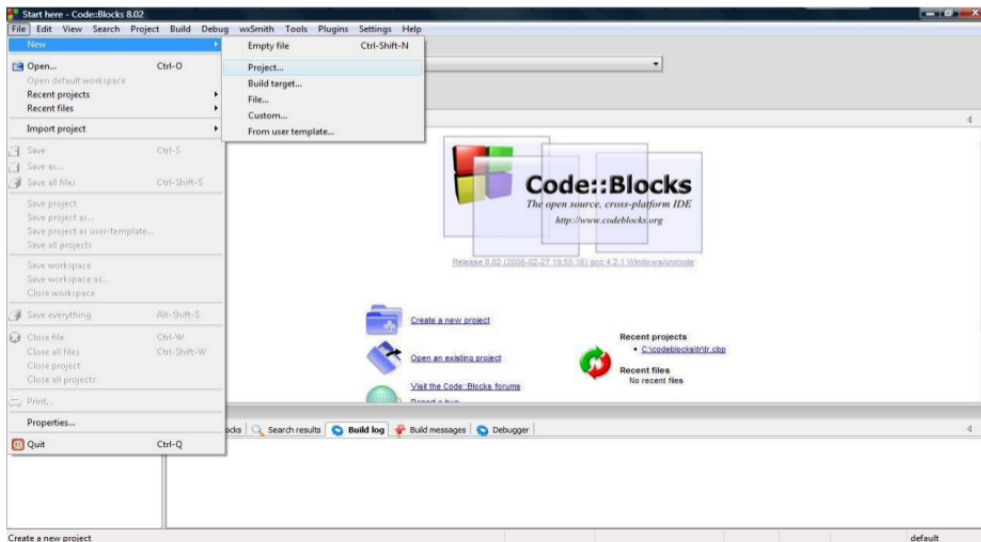 Start here - Code::Blocks 8.02
File Edit View Search Project Build Debug wxSmith Tools Plugins Settings Help
New
Open... Ctrl-O
Open default workspace
Recent projects
Recent files
Import project
Save Ctrl-S
Save as...
Save all files Ctrl-Shift-S
Save project
Save project as...
Save project as user-template...
Save all projects
Save workspace
Save workspace as...
Close workspace
Save everything Alt-Shift-S
Close file Ctrl-W
Close all files Ctrl-Shift-W
Close project
Close all projects
Print...
Properties...
Quit Ctrl-Q
Empty file Ctrl-Shift-N
Project...
Build target...
File...
Custom...
From user template...
Code::Blocks
The open source, cross-platform IDE
http://www.codeblocks.org
Release 8.02 (2008-02-27 19:55:16) gcc 4.2.1 Windows/unicode
Create a new project
Open an existing project
Visit the Code::Blocks forums
Report a bug
Recent projects
Recent files
No recent files
ocks Search results Build log Build messages Debugger
Create a new project default